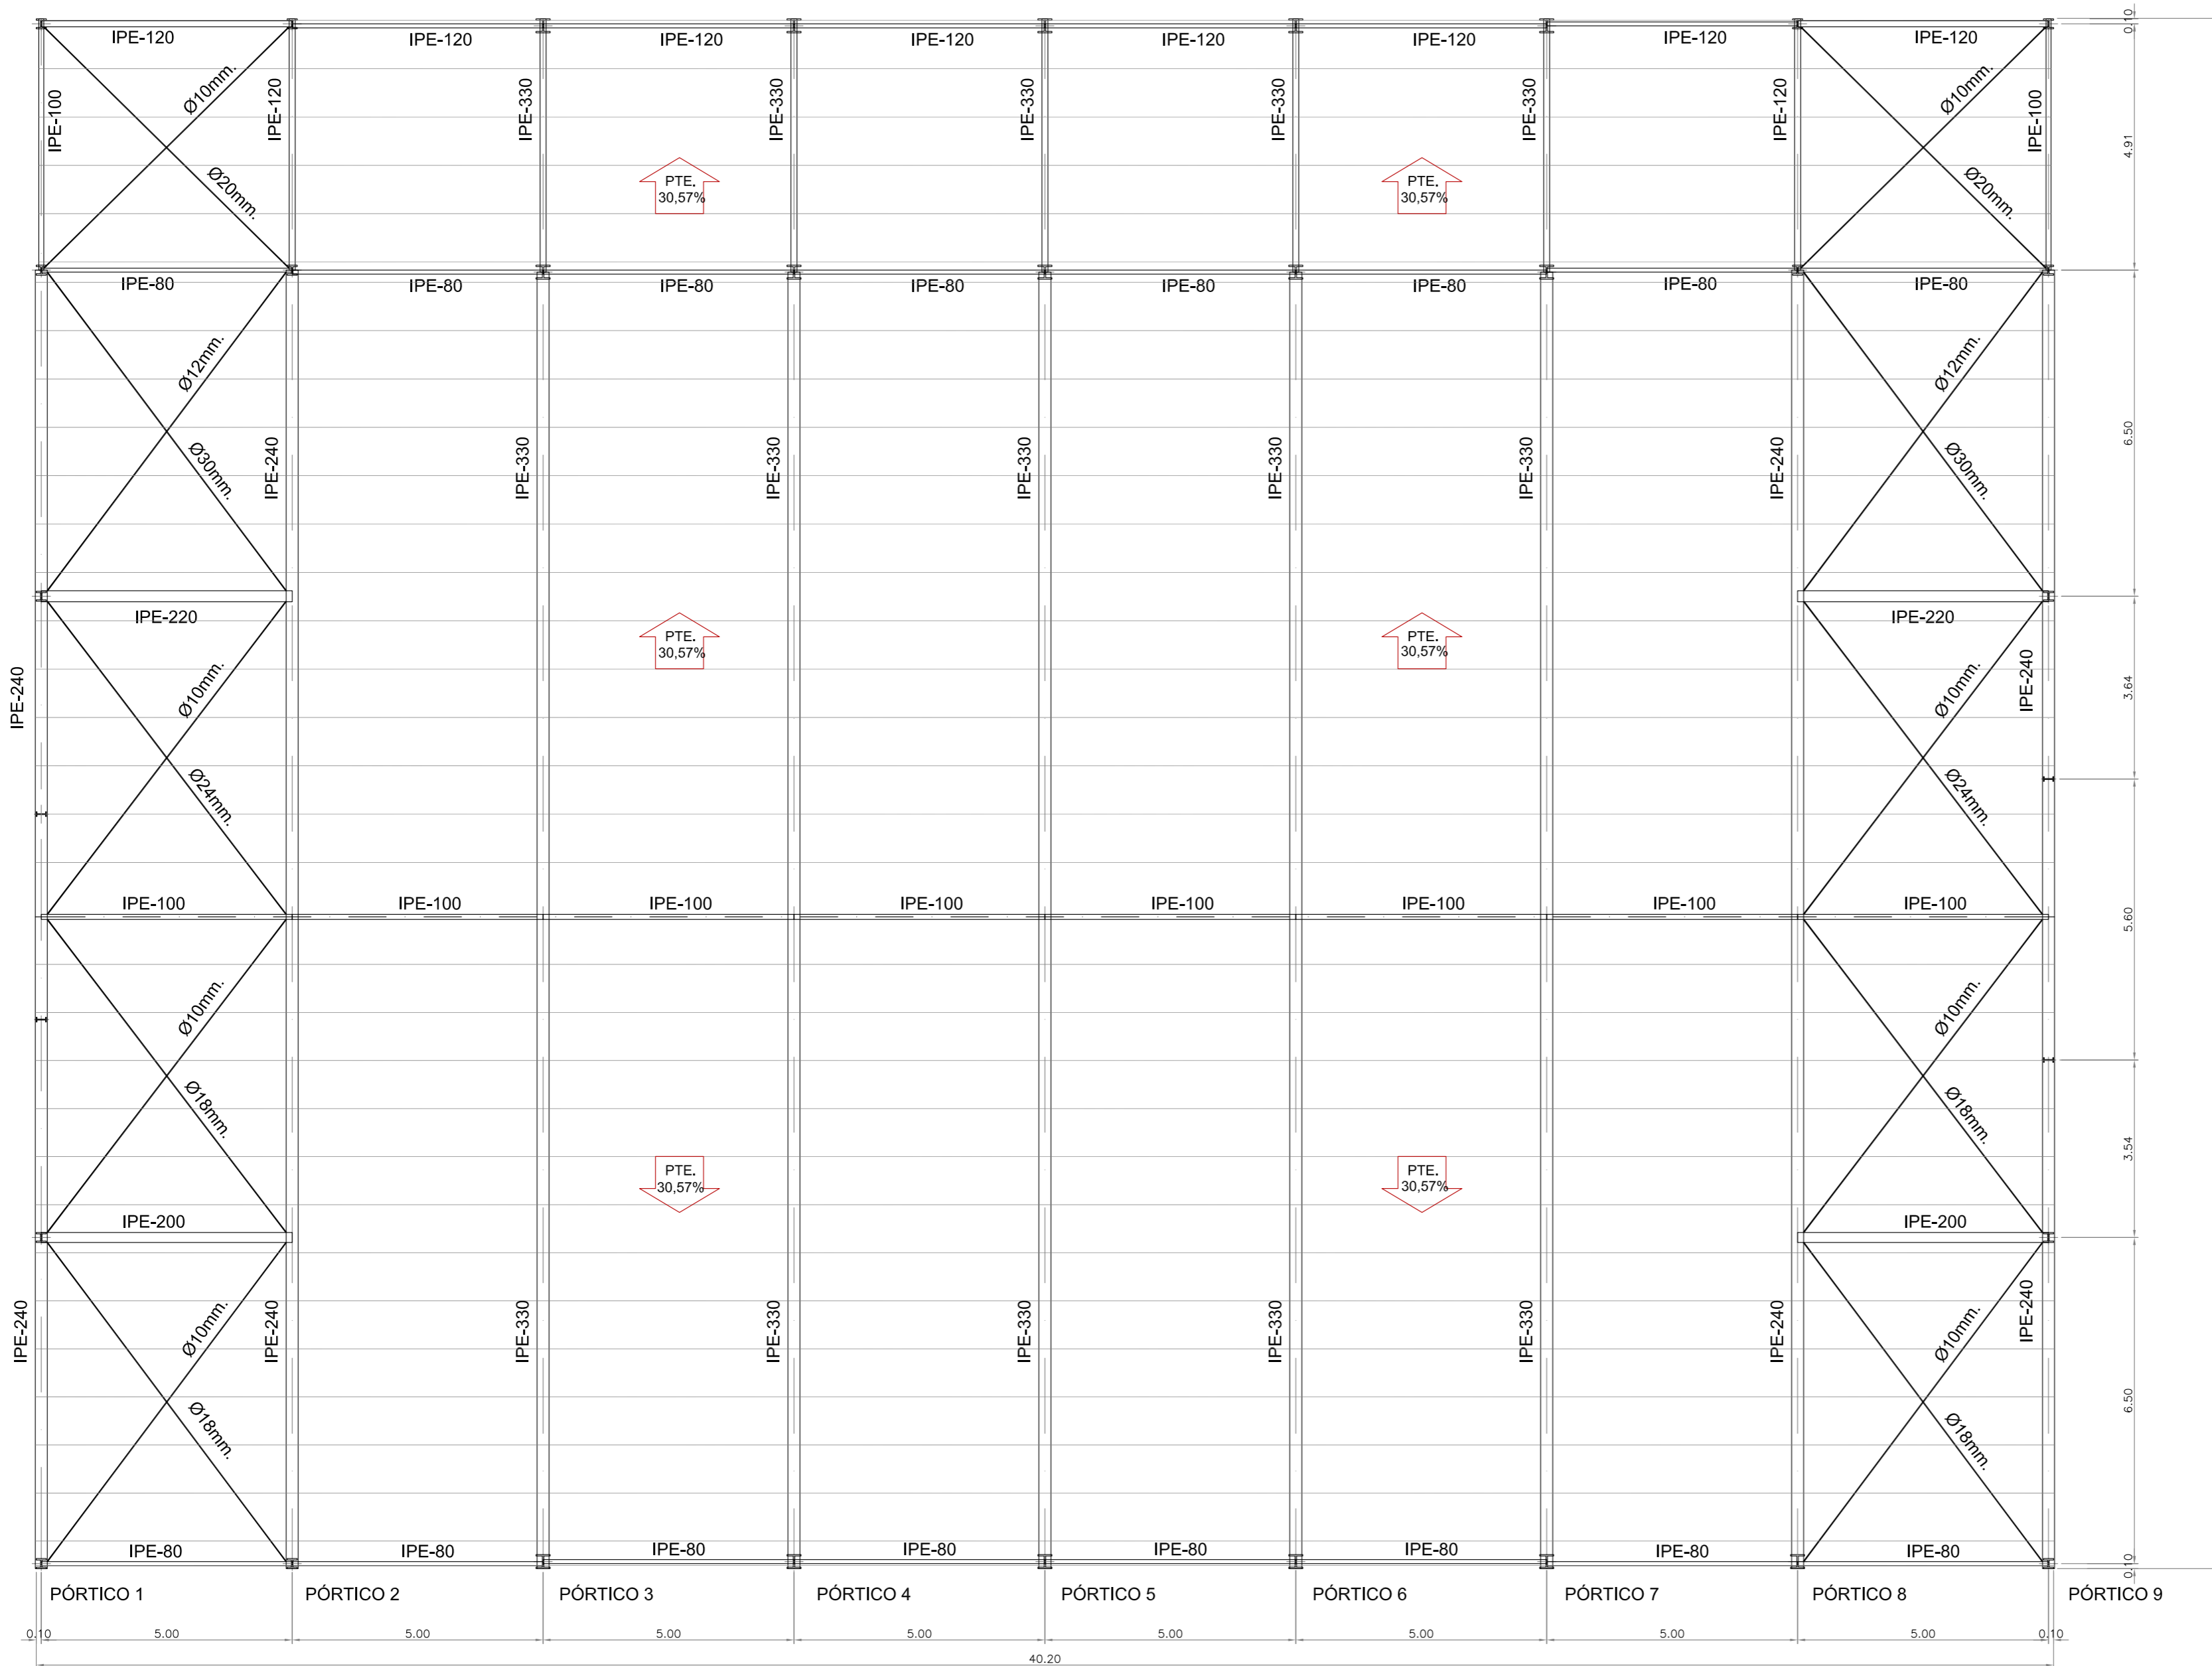 IPE-120 IPE-120 IPE-120 IPE-120 IPE-120 IPE-120 IPE-120 IPE-120
0.10
IPE-100 Ø10mm. IPE-120 IPE-330 IPE-330 IPE-330 IPE-330 IPE-330 IPE-120 Ø10mm. IPE-100
4.91
Ø20mm. Ø20mm.
PTE.
30,57%
PTE.
30,57%
IPE-80 IPE-80 IPE-80 IPE-80 IPE-80 IPE-80 IPE-80 IPE-80
Ø12mm. Ø12mm.
6.50
Ø30mm. IPE-240 IPE-330 IPE-330 IPE-330 IPE-330 IPE-330 IPE-240 Ø30mm.
IPE-220 IPE-220
PTE.
30,57%
PTE.
30,57%
IPE-240 Ø10mm. Ø10mm. IPE-240
3.64
Ø24mm. Ø24mm.
IPE-100 IPE-100 IPE-100 IPE-100 IPE-100 IPE-100 IPE-100 IPE-100
5.60
Ø10mm. Ø10mm.
Ø18mm. Ø18mm.
3.54
PTE.
30,57%
PTE.
30,57%
IPE-200 IPE-200
IPE-240 Ø10mm. IPE-240 IPE-330 IPE-330 IPE-330 IPE-330 IPE-330 IPE-240 Ø10mm. IPE-240
6.50
Ø18mm. Ø18mm.
IPE-80 IPE-80 IPE-80 IPE-80 IPE-80 IPE-80 IPE-80 IPE-80
0.10
PÓRTICO 1 PÓRTICO 2 PÓRTICO 3 PÓRTICO 4 PÓRTICO 5 PÓRTICO 6 PÓRTICO 7 PÓRTICO 8 PÓRTICO 9
0.10 5.00 5.00 5.00 5.00 5.00 5.00 5.00 5.00 0.10
40.20